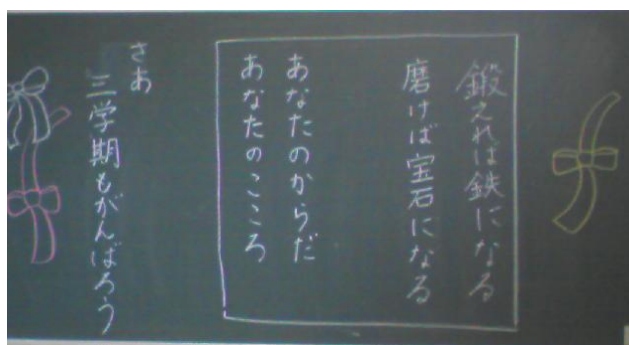 鍛えれば鉄になる
磨けば宝石になる
あなたのからだ
あなたのこころ
さあ
三学期もがんばろう